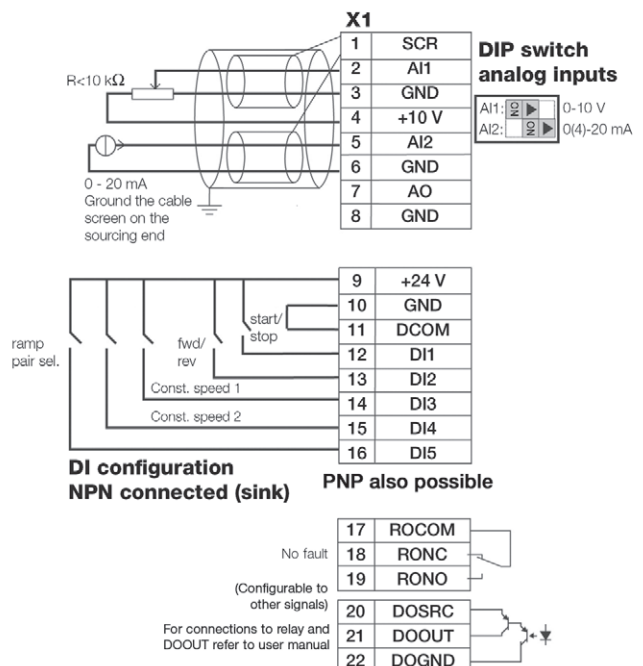 X1
1 SCR
2 AI1
3 GND
4 +10 V
5 AI2
6 GND
7 AO
8 GND
R<10 kΩ
0 - 20 mA
Ground the cable
screen on the
sourcing end
DIP switch
analog inputs
AI1: ON 0-10 V
AI2: ON 0(4)-20 mA
9 +24 V
10 GND
11 DCOM
12 DI1
13 DI2
14 DI3
15 DI4
16 DI5
ramp
pair sel.
fwd/
rev
start/
stop
Const. speed 1
Const. speed 2
DI configuration
NPN connected (sink)
PNP also possible
17 ROCOM
18 RONC
19 RONO
No fault
(Configurable to
other signals)
20 DOSRC
21 DOOUT
22 DOGND
For connections to relay and
DOOUT refer to user manual